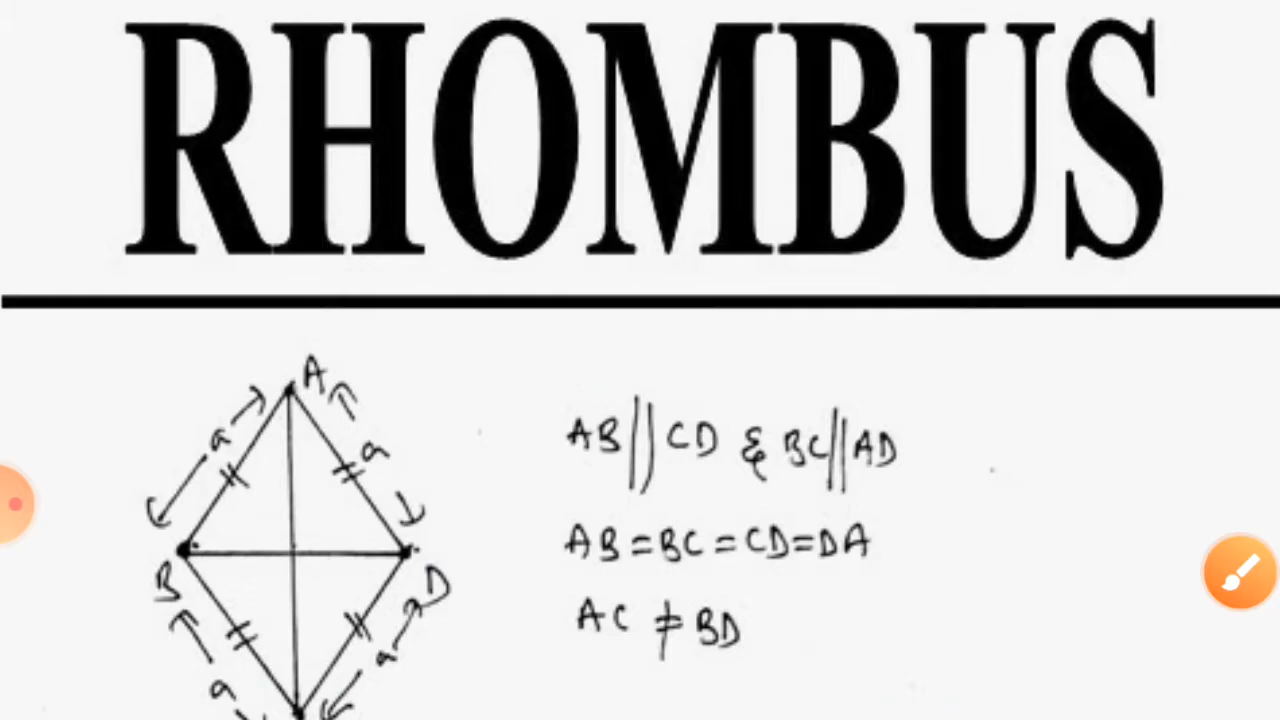 RHOMBUS
A
a
a
B
D
a
a
AB || CD & BC || AD
AB = BC = CD = DA
AC ≠ BD